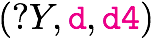 (?Y, d, d4)